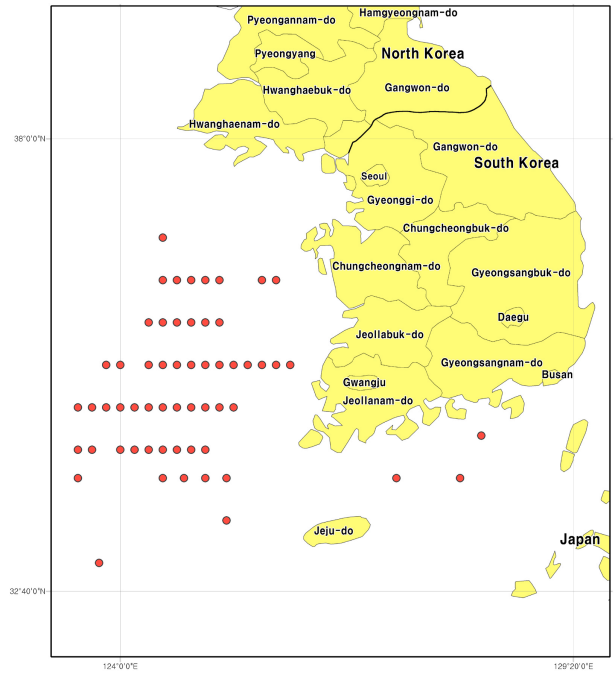 Hamgyeongnam-do
Pyeongannam-do
Pyeongyang
North Korea
Hwanghaebuk-do
Gangwon-do
Hwanghaenam-do
38°0'0"N
Gangwon-do
South Korea
Seoul
Gyeonggi-do
Chungcheongbuk-do
Chungcheongnam-do
Gyeongsangbuk-do
Daegu
Jeollabuk-do
Gyeongsangnam-do
Busan
Gwangju
Jeollanam-do
Jeju-do
Japan
32°40'0"N
124°0'0"E
129°20'0"E